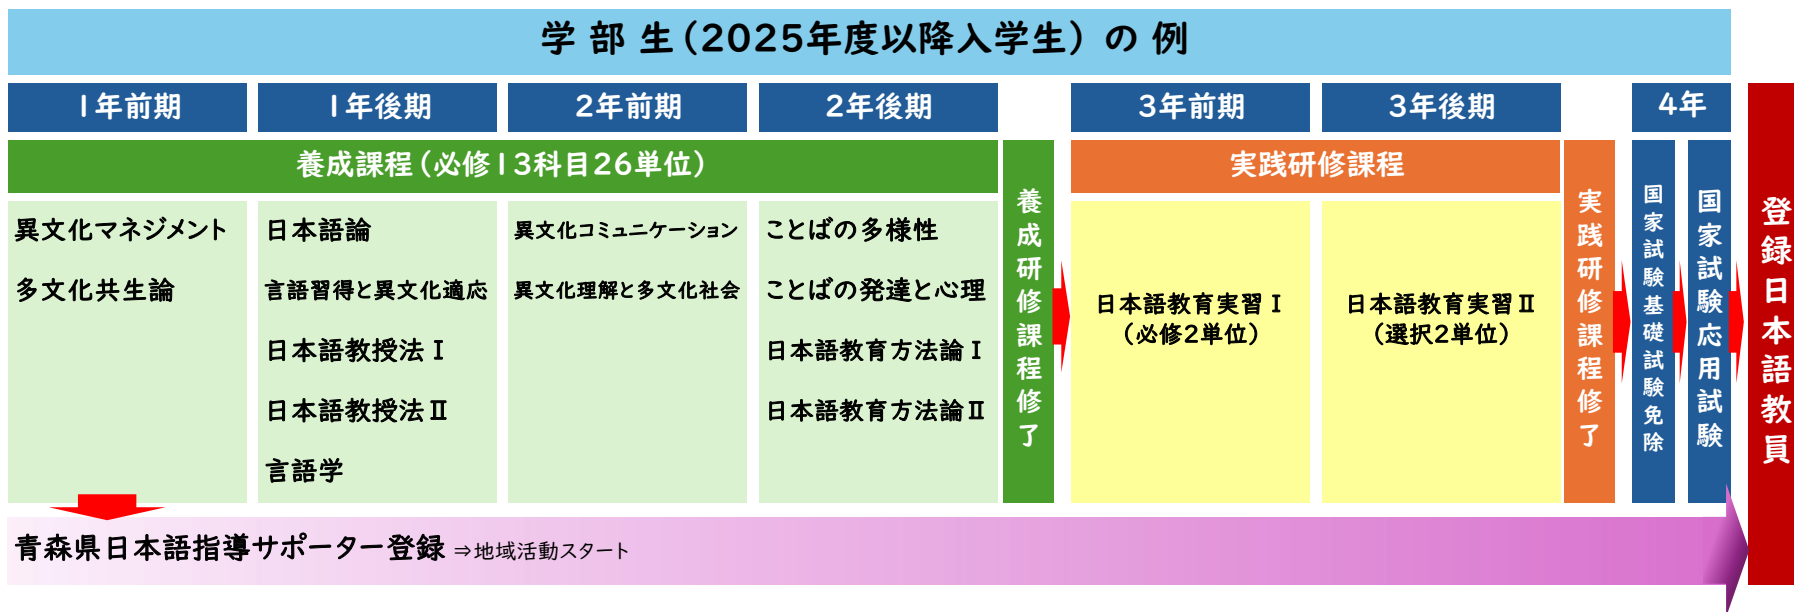 学部生(2025年度以降入学生)の例
1年前期
1年後期
2年前期
2年後期
3年前期
3年後期
4年
養成課程(必修13科目26単位)
実践研修課程
異文化マネジメント
多文化共生論
日本語論
言語習得と異文化適応
日本語教授法Ⅰ
日本語教授法Ⅱ
言語学
異文化コミュニケーション
異文化理解と多文化社会
ことばの多様性
ことばの発達と心理
日本語教育方法論Ⅰ
日本語教育方法論Ⅱ
養成研修課程修了
日本語教育実習Ⅰ
(必修2単位)
日本語教育実習Ⅱ
(選択2単位)
実践研修課程修了
国家試験基礎試験免除
国家試験応用試験
登録日本語教員
青森県日本語指導サポーター登録 ⇒地域活動スタート